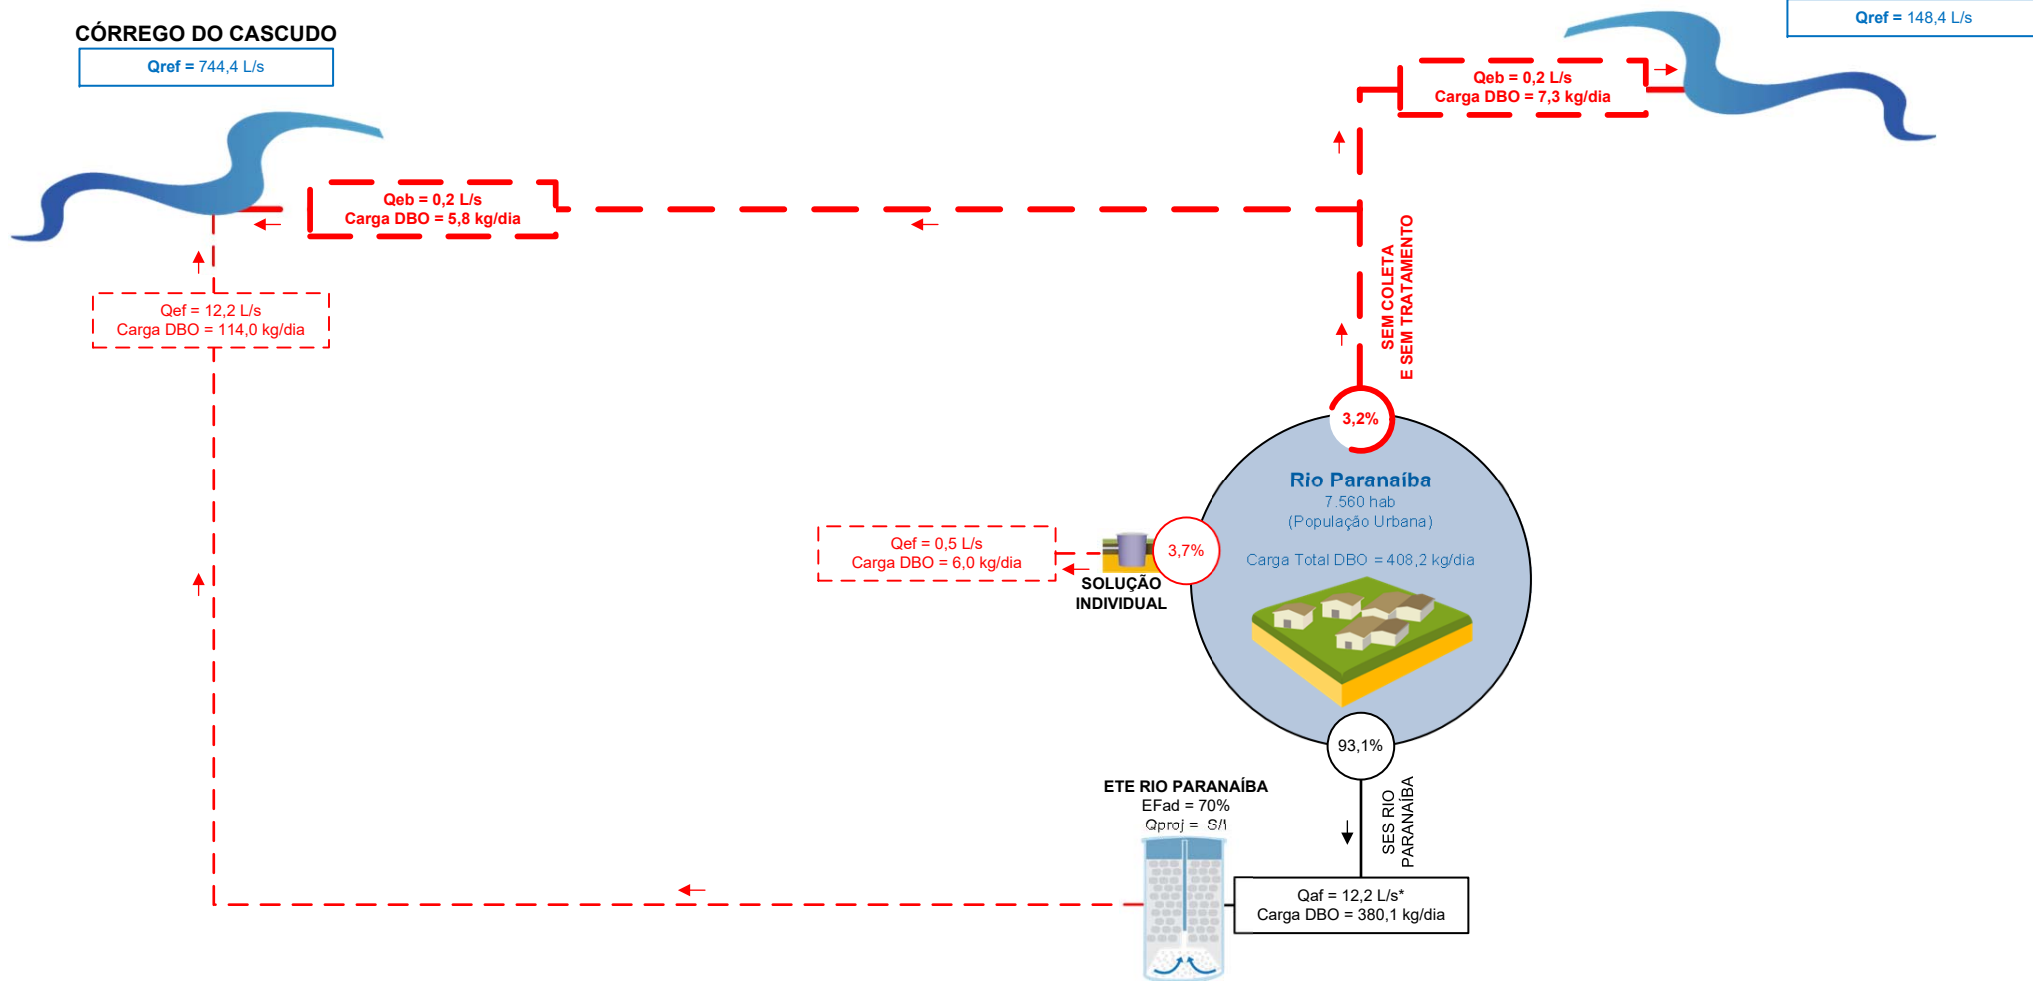 CÓRREGO DO CASCUDO
Qref = 744,4 L/s
Qref = 148,4 L/s
Qeb = 0,2 L/s
Carga DBO = 7,3 kg/dia
Qeb = 0,2 L/s
Carga DBO = 5,8 kg/dia
Qef = 12,2 L/s
Carga DBO = 114,0 kg/dia
SEM COLETA
E SEM TRATAMENTO
3,2%
Rio Paranaíba
7.560 hab
(População Urbana)
Carga Total DBO = 408,2 kg/dia
Qef = 0,5 L/s
Carga DBO = 6,0 kg/dia
3,7%
SOLUÇÃO
INDIVIDUAL
93,1%
SES RIO
PARANAÍBA
ETE RIO PARANAÍBA
EFad = 70%
Qproj = S/I
Qaf = 12,2 L/s*
Carga DBO = 380,1 kg/dia